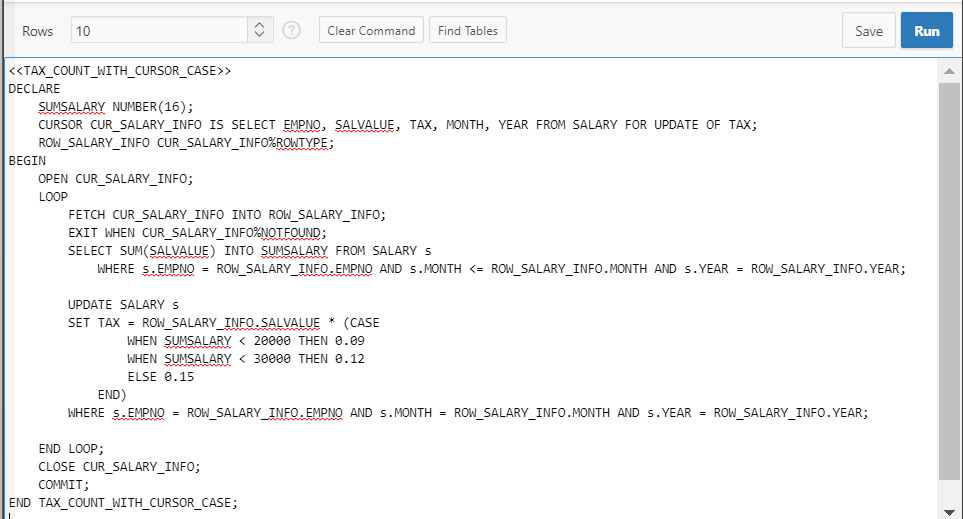 Rows 10 ? Clear Command Find Tables Save Run
<<TAX_COUNT_WITH_CURSOR_CASE>>
DECLARE
    SUMSALARY NUMBER(16);
    CURSOR CUR_SALARY_INFO IS SELECT EMPNO, SALVALUE, TAX, MONTH, YEAR FROM SALARY FOR UPDATE OF TAX;
    ROW_SALARY_INFO CUR_SALARY_INFO%ROWTYPE;
BEGIN
    OPEN CUR_SALARY_INFO;
    LOOP
        FETCH CUR_SALARY_INFO INTO ROW_SALARY_INFO;
        EXIT WHEN CUR_SALARY_INFO%NOTFOUND;
        SELECT SUM(SALVALUE) INTO SUMSALARY FROM SALARY s
            WHERE s.EMPNO = ROW_SALARY_INFO.EMPNO AND s.MONTH <= ROW_SALARY_INFO.MONTH AND s.YEAR = ROW_SALARY_INFO.YEAR;
        UPDATE SALARY s
        SET TAX = ROW_SALARY_INFO.SALVALUE * (CASE
                WHEN SUMSALARY < 20000 THEN 0.09
                WHEN SUMSALARY < 30000 THEN 0.12
                ELSE 0.15
            END)
        WHERE s.EMPNO = ROW_SALARY_INFO.EMPNO AND s.MONTH = ROW_SALARY_INFO.MONTH AND s.YEAR = ROW_SALARY_INFO.YEAR;
    END LOOP;
    CLOSE CUR_SALARY_INFO;
    COMMIT;
END TAX_COUNT_WITH_CURSOR_CASE;